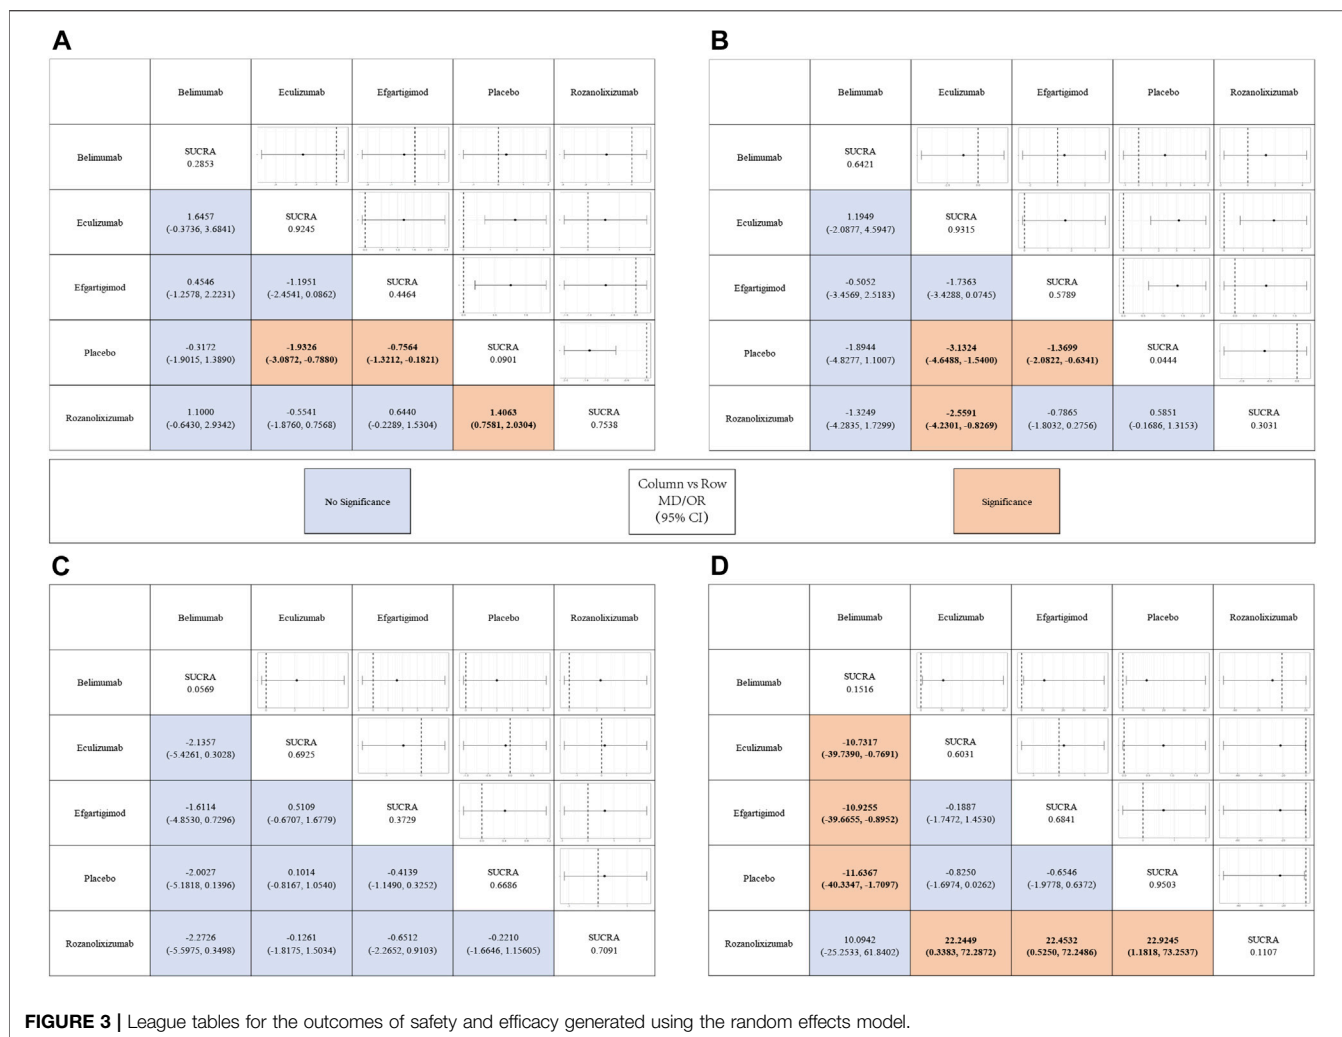 A
Belimumab Eculizumab Efgartigimod Placebo Rozanolixizumab
Belimumab SUCRA
0.2853
Eculizumab 1.6457 SUCRA
(-0.3736, 3.6841) 0.9245
Efgartigimod 0.4546 -1.1951 SUCRA
(-1.2578, 2.2231) (-2.4541, 0.0862) 0.4464
Placebo -0.3172 -1.9326 -0.7564 SUCRA
(-1.9015, 1.3890) (-3.0872, -0.7880) (-1.3212, -0.1821) 0.0901
Rozanolixizumab 1.1000 -0.5541 0.6440 1.4063 SUCRA
(-0.6430, 2.9342) (-1.8760, 0.7568) (-0.2289, 1.5304) (0.7581, 2.0304) 0.7538
B
Belimumab Eculizumab Efgartigimod Placebo Rozanolixizumab
Belimumab SUCRA
0.6421
Eculizumab 1.1949 SUCRA
(-2.0877, 4.5947) 0.9315
Efgartigimod -0.5052 -1.7363 SUCRA
(-3.4569, 2.5183) (-3.4288, 0.0745) 0.5789
Placebo -1.8944 -3.1324 -1.3699 SUCRA
(-4.8277, 1.1007) (-4.6488, -1.5400) (-2.0822, -0.6341) 0.0444
Rozanolixizumab -1.3249 -2.5591 -0.7865 0.5851 SUCRA
(-4.2835, 1.7299) (-4.2301, -0.8269) (-1.8032, 0.2756) (-0.1686, 1.3153) 0.3031
No Significance
Column vs Row
MD/OR
(95% CI)
Significance
C
Belimumab Eculizumab Efgartigimod Placebo Rozanolixizumab
Belimumab SUCRA
0.0569
Eculizumab -2.1357 SUCRA
(-5.4261, 0.3028) 0.6925
Efgartigimod -1.6114 0.5109 SUCRA
(-4.8530, 0.7296) (-0.6707, 1.6779) 0.3729
Placebo -2.0027 0.1014 -0.4139 SUCRA
(-5.1818, 0.1396) (-0.8167, 1.0540) (-1.1490, 0.3252) 0.6686
Rozanolixizumab -2.2726 -0.1261 -0.6512 -0.2210 SUCRA
(-5.5975, 0.3498) (-1.8175, 1.5034) (-2.2652, 0.9103) (-1.6646, 1.15605) 0.7091
D
Belimumab Eculizumab Efgartigimod Placebo Rozanolixizumab
Belimumab SUCRA
0.1516
Eculizumab -10.7317 SUCRA
(-39.7390, -0.7691) 0.6031
Efgartigimod -10.9255 -0.1887 SUCRA
(-39.6655, -0.8952) (-1.7472, 1.4530) 0.6841
Placebo -11.6367 -0.8250 -0.6546 SUCRA
(-40.3347, -1.7097) (-1.6974, 0.0262) (-1.9778, 0.6372) 0.9503
Rozanolixizumab 10.0942 22.2449 22.4532 22.9245 SUCRA
(-25.2533, 61.8402) (0.3383, 72.2872) (0.5250, 72.2486) (1.1818, 73.2537) 0.1107
FIGURE 3 | League tables for the outcomes of safety and efficacy generated using the random effects model.